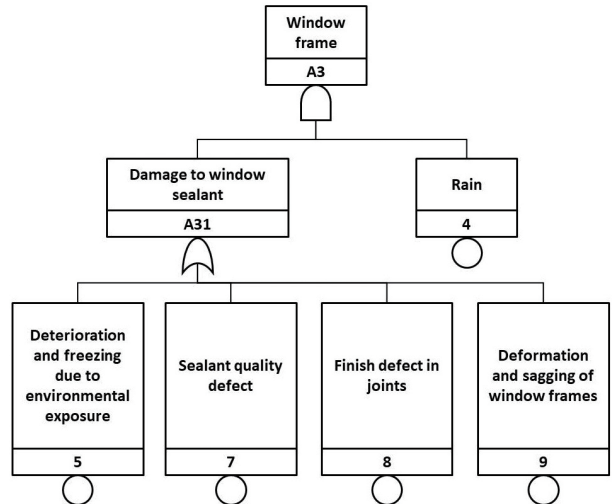 Window
frame
A3
Damage to window
sealant
A31
Rain
4
Deterioration
and freezing
due to
environmental
exposure
5
Sealant quality
defect
7
Finish defect in
joints
8
Deformation
and sagging of
window frames
9